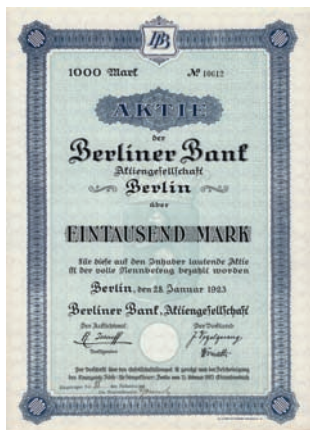 BB
1000 Mark № 10612
AKTIE
der
Berliner Bank
Aktiengesellschaft
Berlin
über
EINTAUSEND MARK
Für diese auf den Inhaber lautende Aktie
ist der volle Nennbetrag bezahlt worden
Berlin, den 28. Januar 1923
Berliner Bank, Aktiengesellschaft
Der Aufsichtsrat Der Vorstand